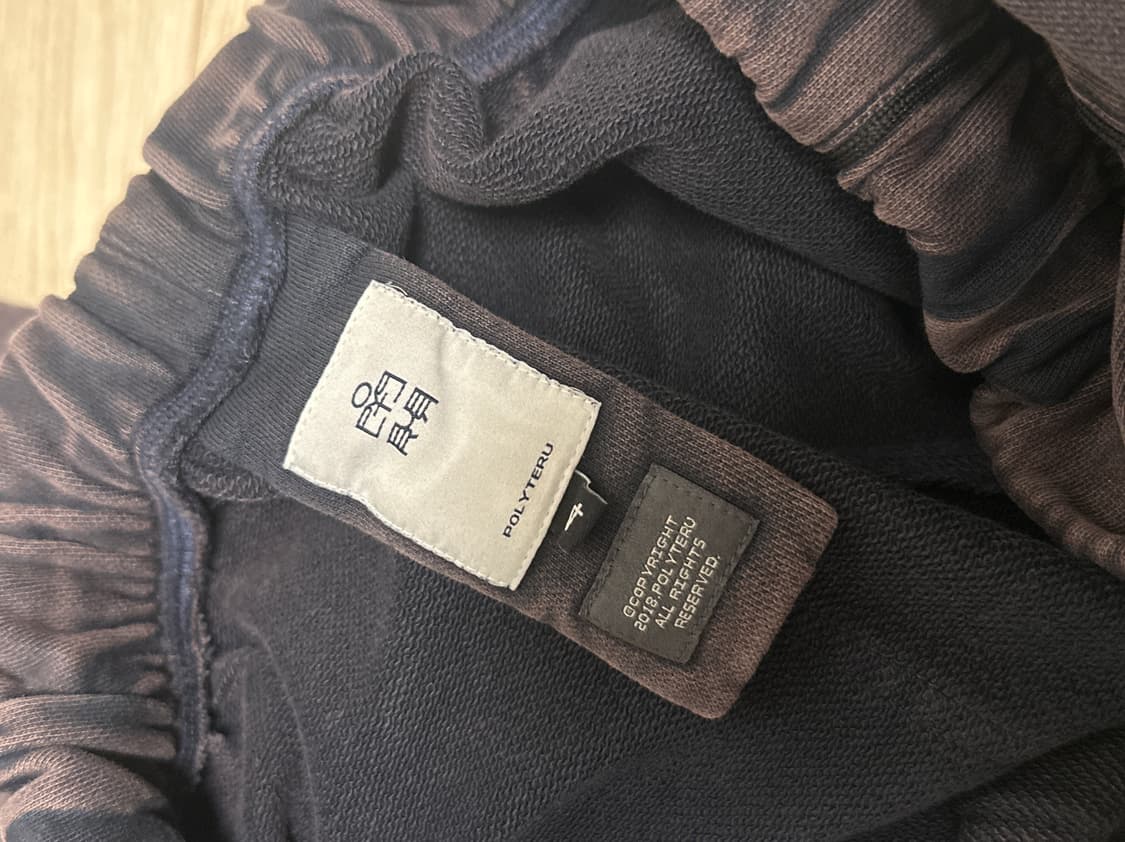 POLYTERU
4
©COPYRIGHT
2018.POLYTERU
ALL RIGHTS
RESERVED.